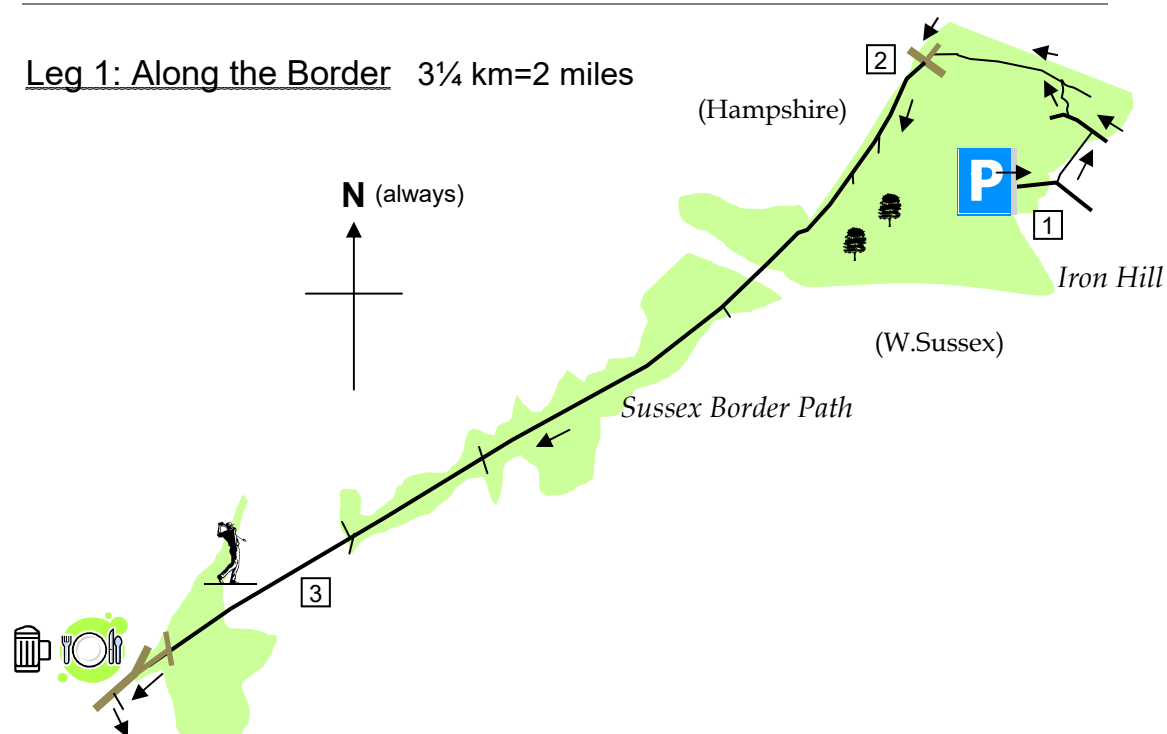 Leg 1: Along the Border 3¼ km=2 miles
2
(Hampshire)
P
N (always)
1
Iron Hill
(W.Sussex)
Sussex Border Path
3